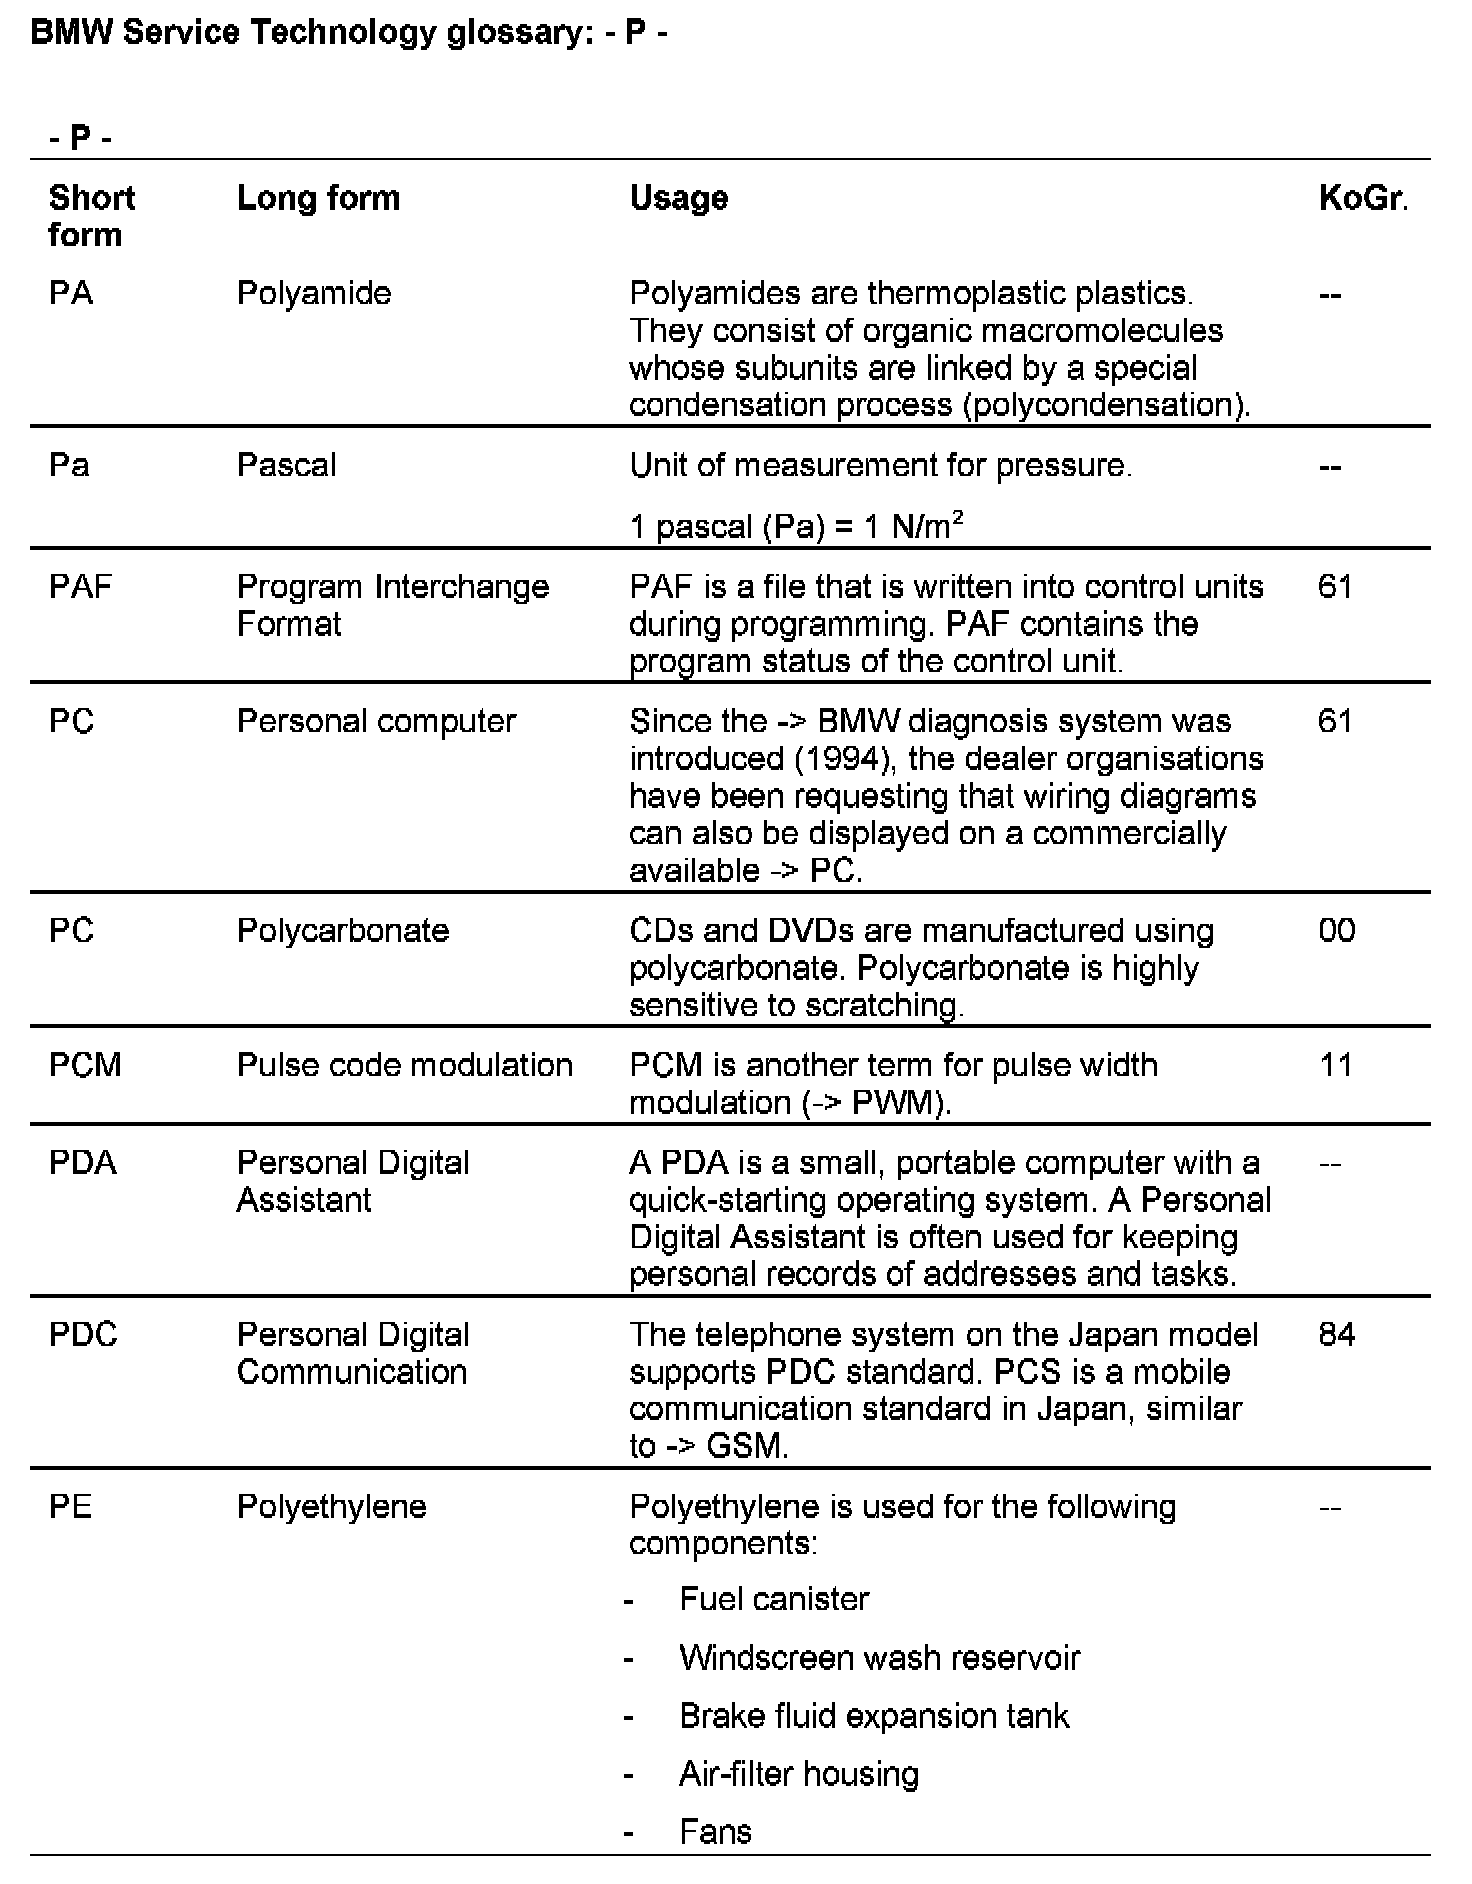 BMW Service Technology glossary: - P -
- P -
Short form Long form Usage KoGr.
PA Polyamide Polyamides are thermoplastic plastics. --
They consist of organic macromolecules
whose subunits are linked by a special
condensation process (polycondensation).
Pa Pascal Unit of measurement for pressure. --
1 pascal (Pa) = 1 N/m²
PAF Program Interchange PAF is a file that is written into control units 61
Format during programming. PAF contains the
program status of the control unit.
PC Personal computer Since the -> BMW diagnosis system was 61
introduced (1994), the dealer organisations
have been requesting that wiring diagrams
can also be displayed on a commercially
available -> PC.
PC Polycarbonate CDs and DVDs are manufactured using 00
polycarbonate. Polycarbonate is highly
sensitive to scratching.
PCM Pulse code modulation PCM is another term for pulse width 11
modulation (-> PWM).
PDA Personal Digital A PDA is a small, portable computer with a --
Assistant quick-starting operating system. A Personal
Digital Assistant is often used for keeping
personal records of addresses and tasks.
PDC Personal Digital The telephone system on the Japan model 84
Communication supports PDC standard. PCS is a mobile
communication standard in Japan, similar
to -> GSM.
PE Polyethylene Polyethylene is used for the following --
components:
- Fuel canister
- Windscreen wash reservoir
- Brake fluid expansion tank
- Air-filter housing
- Fans